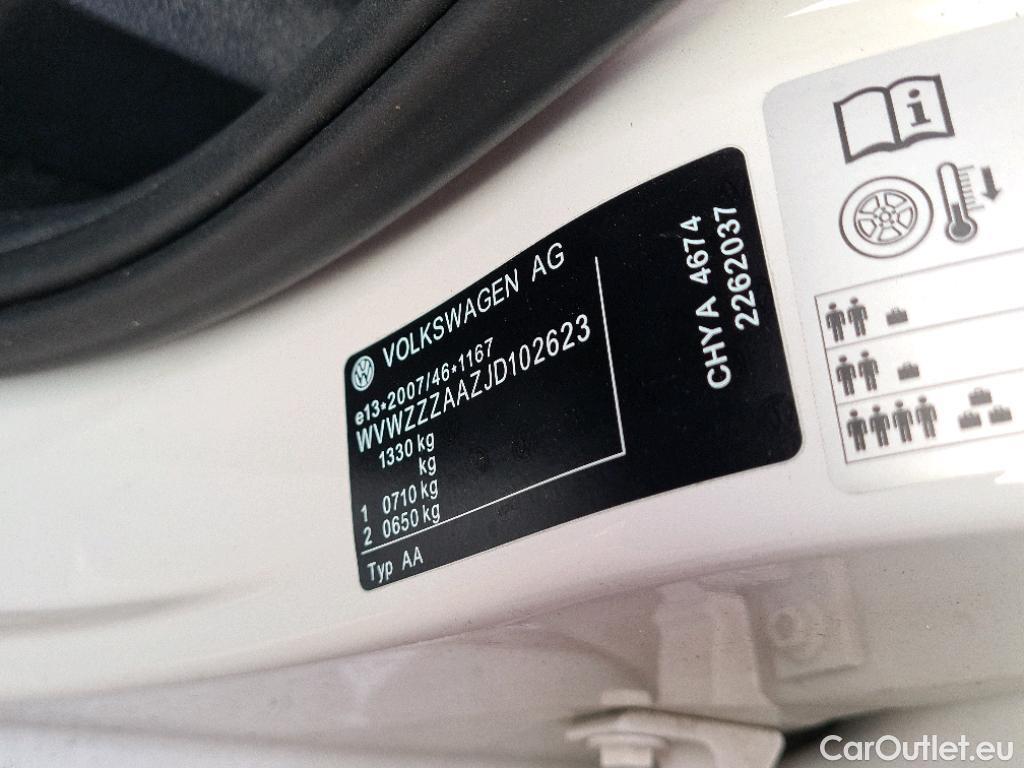 VOLKSWAGEN AG
e13*2007/46*1167
WVWZZZAAZJD102623
1330 kg
kg
1 0710 kg
2 0650 kg
Typ AA
CHYA 4674
2262037
i
CarOutlet.eu